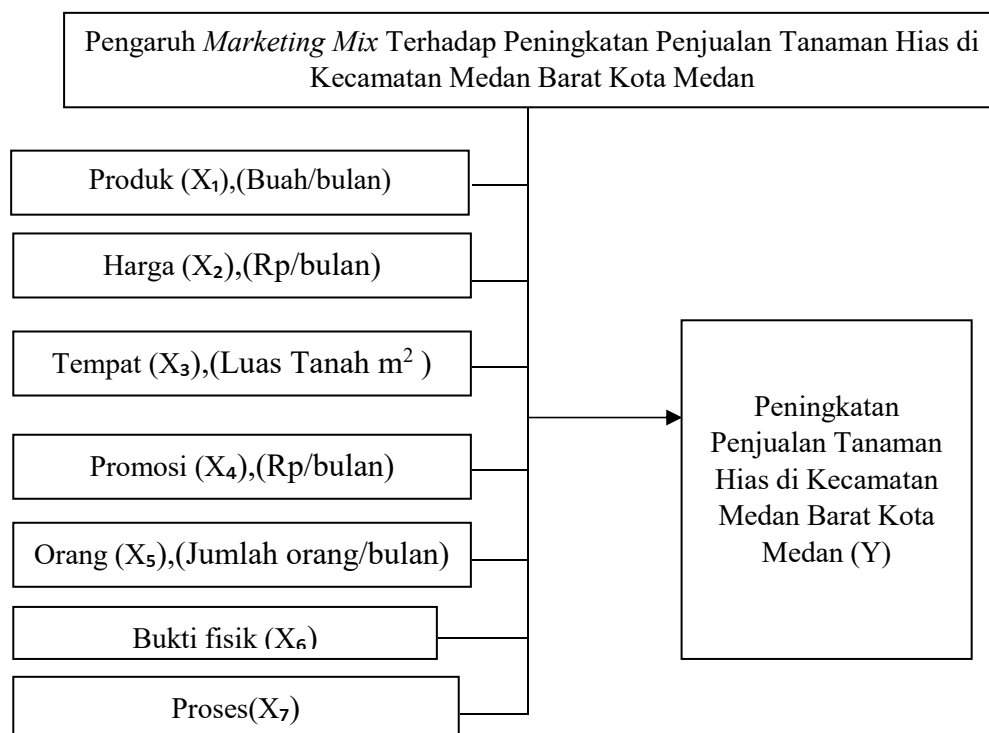 Pengaruh Marketing Mix Terhadap Peningkatan Penjualan Tanaman Hias di
Kecamatan Medan Barat Kota Medan
Produk (X₁),(Buah/bulan)
Harga (X₂),(Rp/bulan)
Tempat (X₃),(Luas Tanah m² )
Promosi (X₄),(Rp/bulan)
Orang (X₅),(Jumlah orang/bulan)
Bukti fisik (X₆)
Proses(X₇)
Peningkatan
Penjualan Tanaman
Hias di Kecamatan
Medan Barat Kota
Medan (Y)